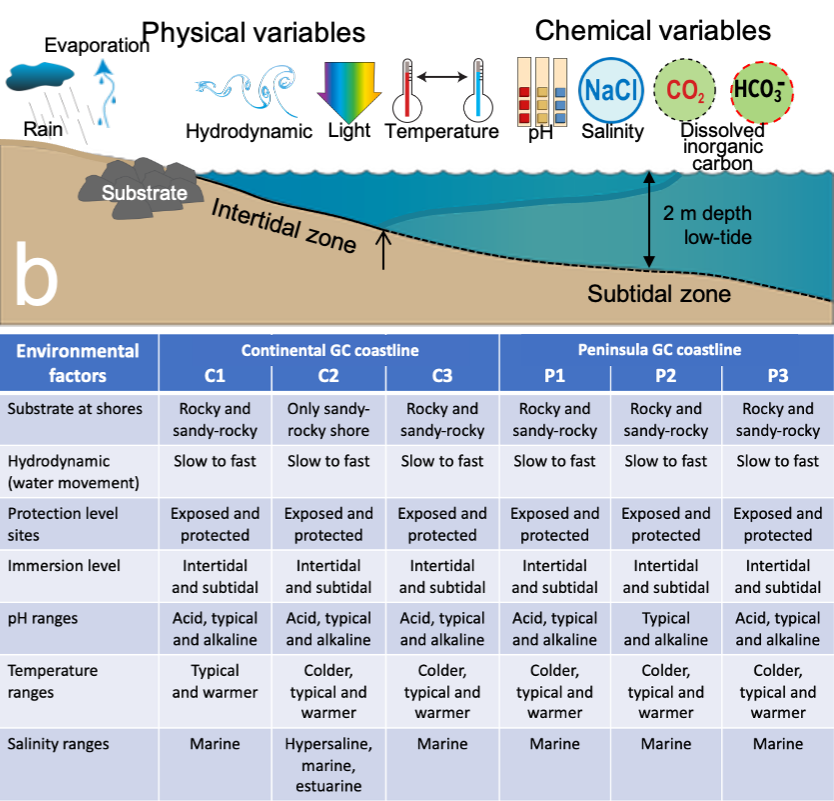 Physical variables
Chemical variables
Evaporation
Rain
Hydrodynamic
Light
Temperature
pH
NaCl
Salinity
CO2
HCO3-
Dissolved
inorganic
carbon
Substrate
Intertidal zone
2 m depth
low-tide
Subtidal zone
b
Environmental factors | Continental GC coastline | Peninsula GC coastline
C1 | C2 | C3 | P1 | P2 | P3
Substrate at shores | Rocky and sandy-rocky | Only sandy-rocky shore | Rocky and sandy-rocky | Rocky and sandy-rocky | Rocky and sandy-rocky | Rocky and sandy-rocky
Hydrodynamic (water movement) | Slow to fast | Slow to fast | Slow to fast | Slow to fast | Slow to fast | Slow to fast
Protection level sites | Exposed and protected | Exposed and protected | Exposed and protected | Exposed and protected | Exposed and protected | Exposed and protected
Immersion level | Intertidal and subtidal | Intertidal and subtidal | Intertidal and subtidal | Intertidal and subtidal | Intertidal and subtidal | Intertidal and subtidal
pH ranges | Acid, typical and alkaline | Acid, typical and alkaline | Acid, typical and alkaline | Acid, typical and alkaline | Typical and alkaline | Acid, typical and alkaline
Temperature ranges | Typical and warmer | Colder, typical and warmer | Colder, typical and warmer | Colder, typical and warmer | Colder, typical and warmer | Colder, typical and warmer
Salinity ranges | Marine | Hypersaline, marine, estuarine | Marine | Marine | Marine | Marine